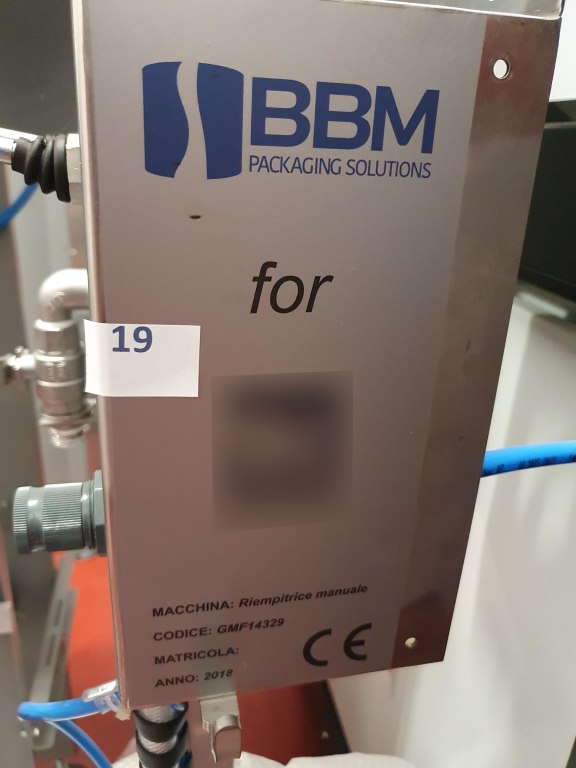 BBM
PACKAGING SOLUTIONS
for
19
MACCHINA: Riempitrice manuale
CODICE: GMF14329
MATRICOLA:
ANNO: 2018
CE